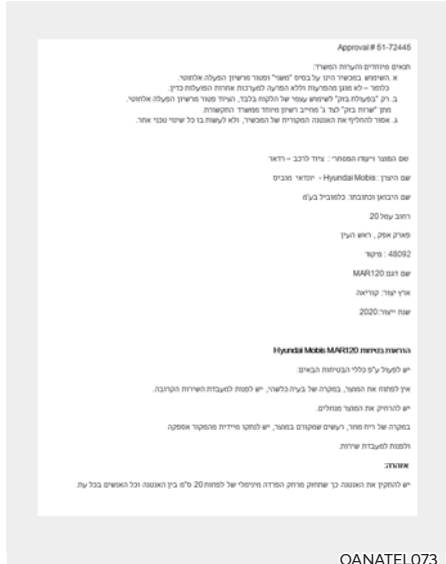 Approval # 51-72445
תנאים מיוחדים והערות המשרד:
א. השימוש במכשיר הינו על בסיס "משני" ופטור מרשיון הפעלה אלחוטי.
כלומר – לא מוגן מהפרעות וללא הפרעה למערכות אחרות הפועלות כדין.
ב. רק "בפעולת בזק" לשימוש עצמי של הלקוח בלבד, הציוד פטור מרשיון הפעלה אלחוטי.
מתן "שרות בזק" לצד ג' מחייב רשיון מיוחד ממשרד התקשורת.
ג. אסור להחליף את האנטנה המקורית של המכשיר, ולא לעשות בו כל שינוי טכני אחר.
שם המוצר וייעודו המסחרי : ציוד לרכב – רדאר
שם היצרן : Hyundai Mobis - יונדאי מוביס
שם היבואן וכתובתו: כלמוביל בע"מ
רחוב עמל 20
פארק אפק , ראש העין
48092 : מיקוד
שם דגם: MAR120
ארץ יצור: קוריאה
שנת ייצור: 2020
הוראות בטיחות Hyundai Mobis MAR120
יש לפעול ע"פ כללי הבטיחות הבאים:
אין לפתוח את המוצר, במקרה של בעיה כלשהי, יש לפנות למעבדת השירות הקרובה.
יש להרחיק את המוצר מנוזלים.
במקרה של ריח מוזר, רעשים שמקורם במוצר, יש לנתקו מיידית מהמקור אספקה
ולפנות למעבדת שירות.
אזהרה:
יש להתקין את האנטנה כך שתחזוק מרחק הפרדה מינימלי של לפחות 20 ס"מ בין האנטנה וכל האנשים בכל עת.
OANATEL073